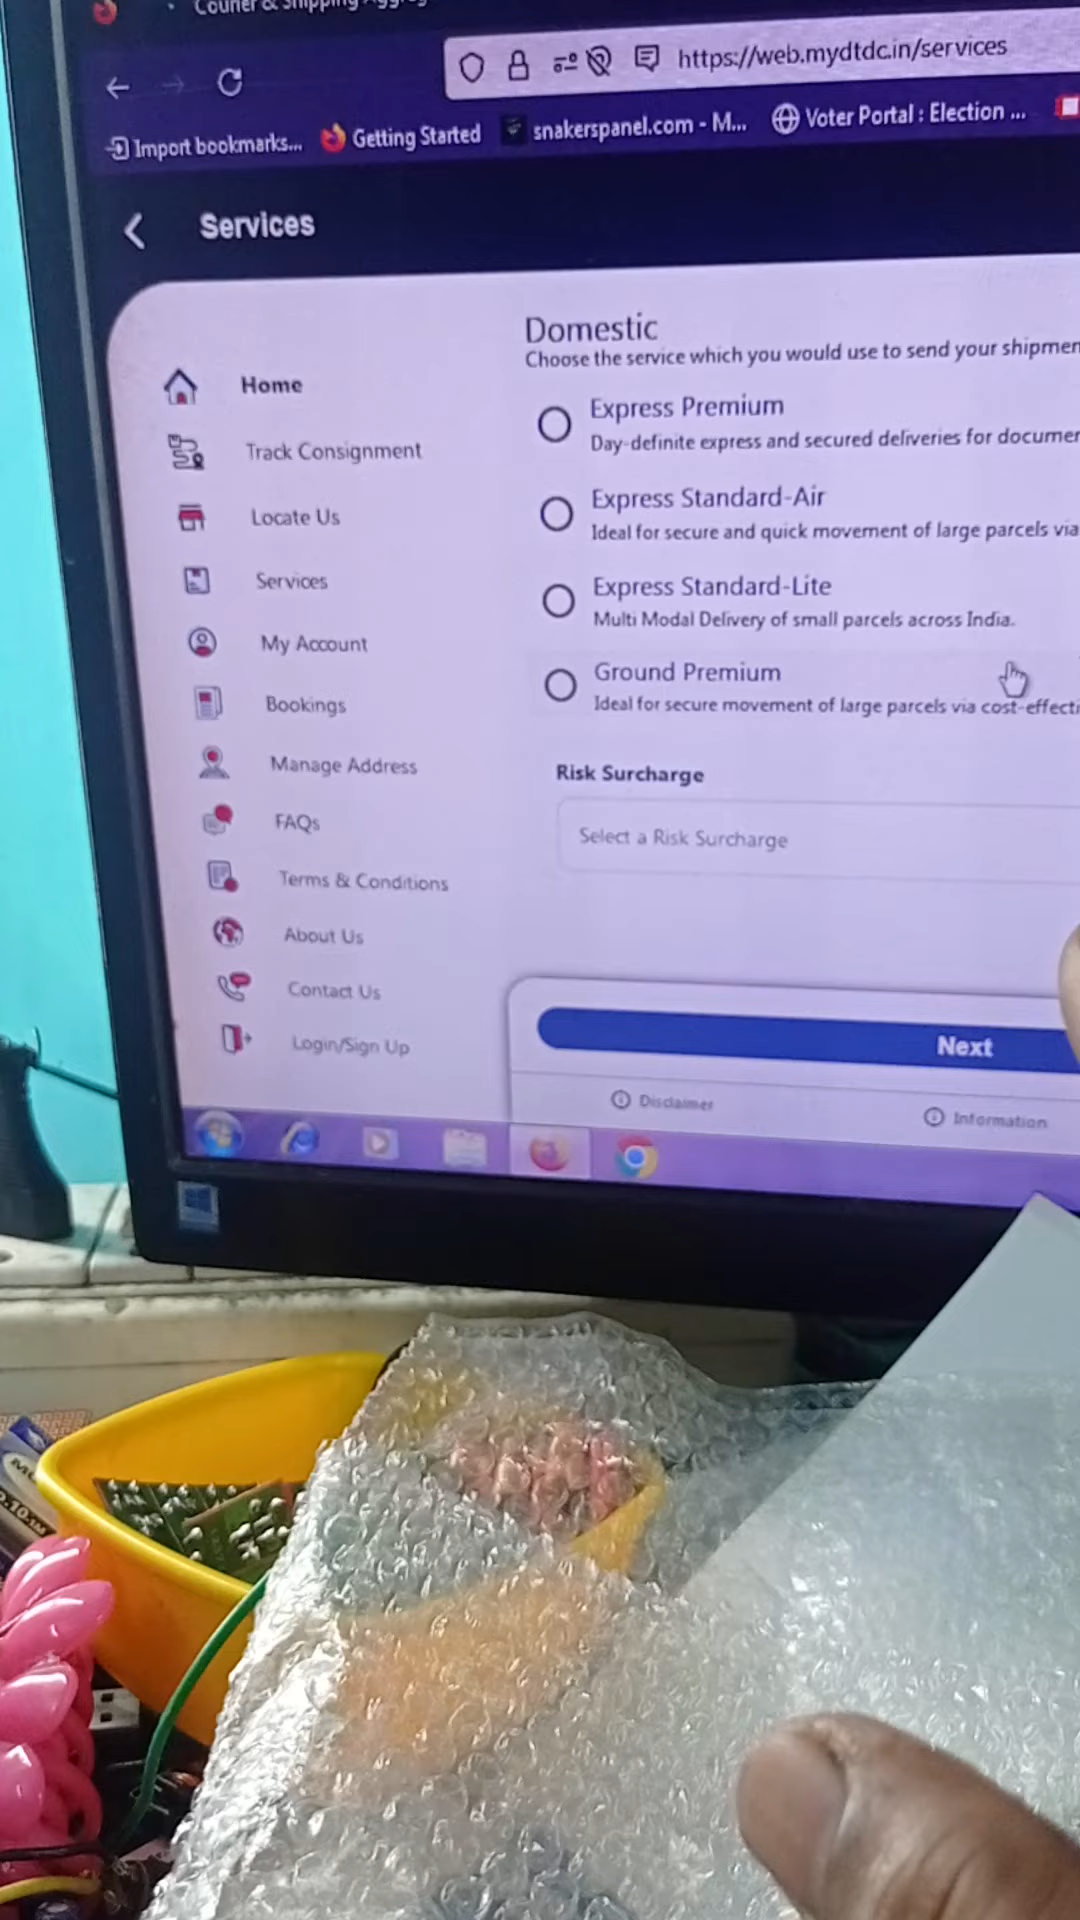 Courier & Shipping
https://web.mydtdc.in/services
Import bookmarks... Getting Started snakerspanel.com - M... Voter Portal : Election ...
Services
Home
Track Consignment
Locate Us
Services
My Account
Bookings
Manage Address
FAQs
Terms & Conditions
About Us
Contact Us
Login/Sign Up
Domestic
Choose the service which you would use to send your shipmen
Express Premium
Day-definite express and secured deliveries for documen
Express Standard-Air
Ideal for secure and quick movement of large parcels via
Express Standard-Lite
Multi Modal Delivery of small parcels across India.
Ground Premium
Ideal for secure movement of large parcels via cost-effecti
Risk Surcharge
Select a Risk Surcharge
Next
Disclaimer
Information